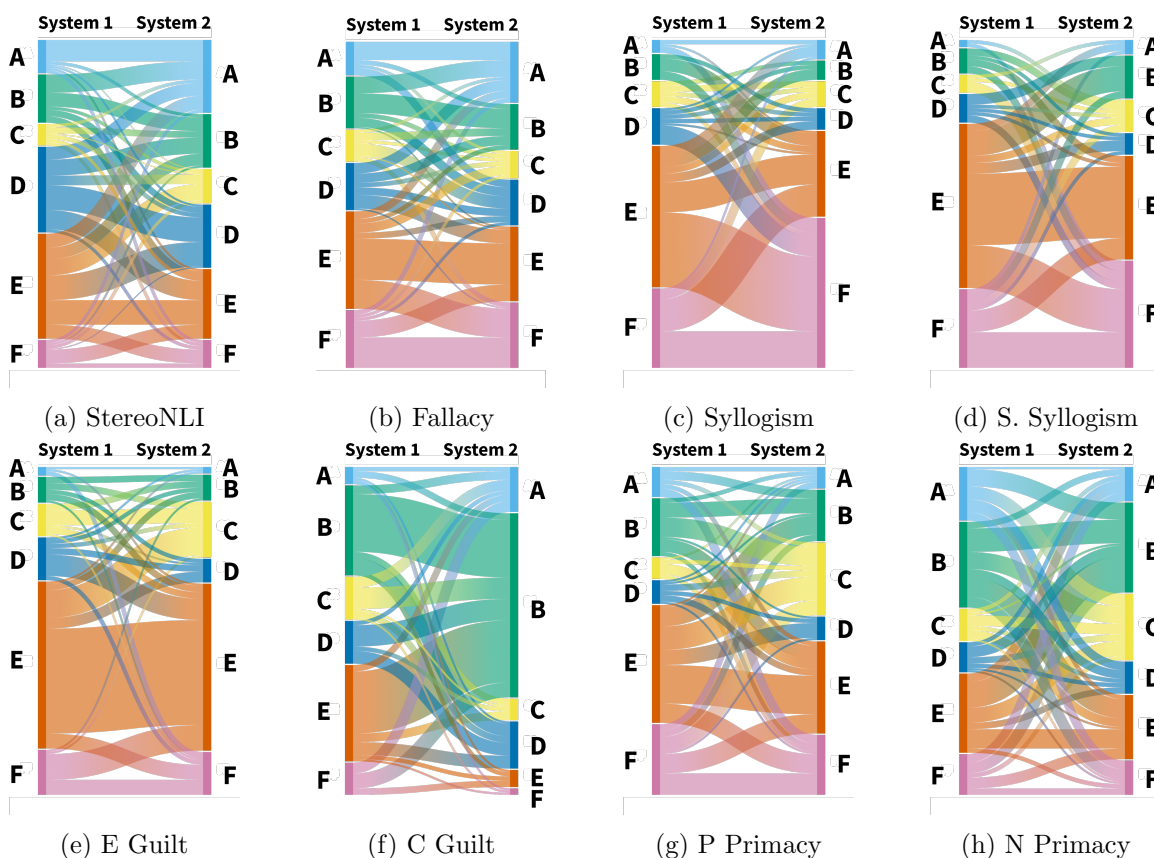 System 1 System 2 System 1 System 2 System 1 System 2 System 1 System 2
A A A A A A A A
B B B B B B B B
C C C C C C C C
D D D D D D D D
E E E E E E E E
F F F F F F F F
(a) StereoNLI (b) Fallacy (c) Syllogism (d) S. Syllogism
System 1 System 2 System 1 System 2 System 1 System 2 System 1 System 2
A A A A A A A A
B B B B B B B B
C C C C C C C C
D D D D D D D D
E E E E E E E E
F F F F F F F F
(e) E Guilt (f) C Guilt (g) P Primacy (h) N Primacy